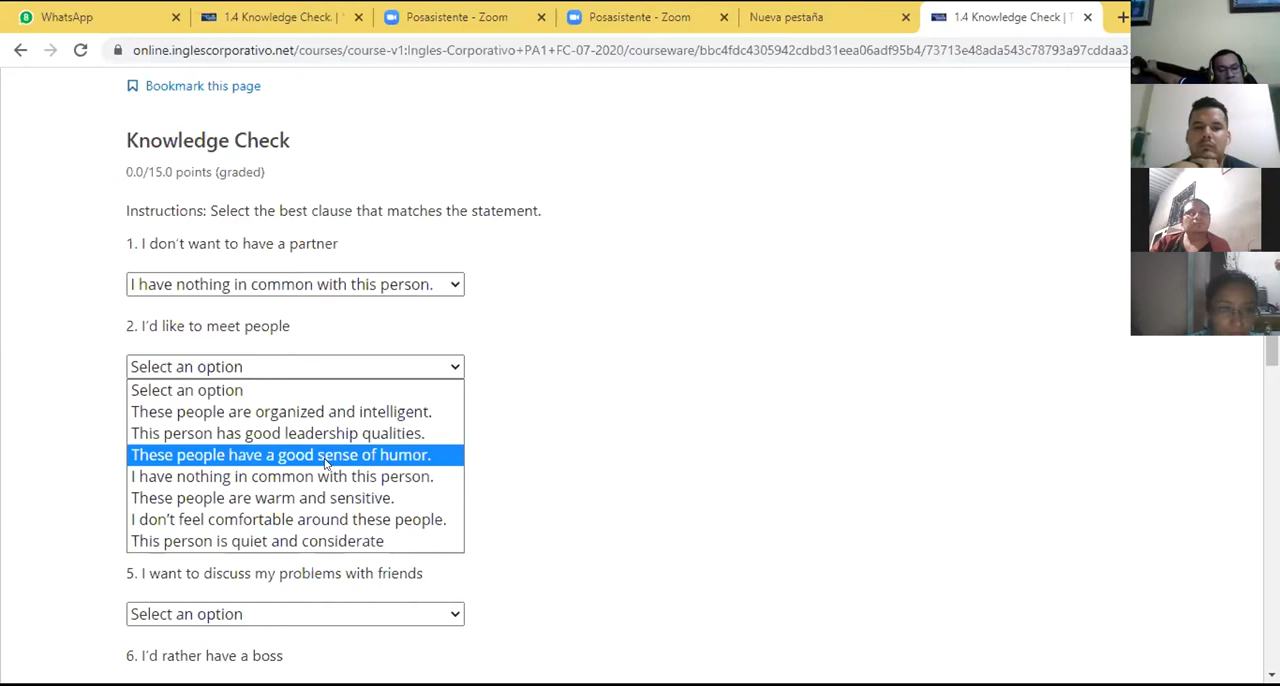 WhatsApp
1.4 Knowledge Check. |
Posasistente - Zoom
Posasistente - Zoom
Nueva pestaña
1.4 Knowledge Check | T
online.inglescorporativo.net/courses/course-v1:Ingles-Corporativo+PA1+FC-07-2020/courseware/bbc4fdc4305942cdbd31eea06adf95b4/73713e48ada543c78793a97cddaa3...
Bookmark this page
Knowledge Check
0.0/15.0 points (graded)
Instructions: Select the best clause that matches the statement.
1. I don't want to have a partner
I have nothing in common with this person.
2. I'd like to meet people
Select an option
Select an option
These people are organized and intelligent.
This person has good leadership qualities.
These people have a good sense of humor.
I have nothing in common with this person.
These people are warm and sensitive.
I don't feel comfortable around these people.
This person is quiet and considerate
5. I want to discuss my problems with friends
Select an option
6. I'd rather have a boss